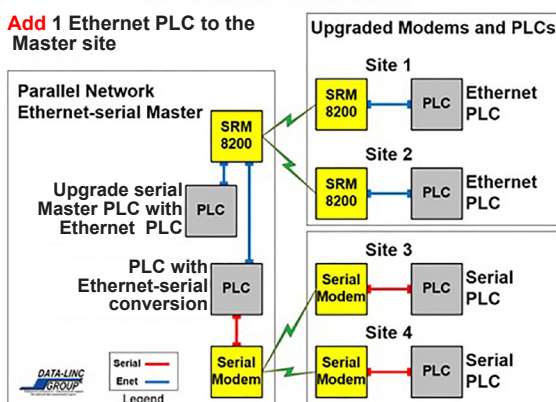 Add 1 Ethernet PLC to the
Master site
Parallel Network
Ethernet-serial Master
SRM
8200
Upgrade serial
Master PLC with
Ethernet PLC
PLC
PLC with
Ethernet-serial
conversion
PLC
Serial
Modem
DATA-LINC
GROUP
Serial
Enet
Legend
Upgraded Modems and PLCs
Site 1
SRM
8200
PLC
Ethernet
PLC
Site 2
SRM
8200
PLC
Ethernet
PLC
Site 3
Serial
Modem
PLC
Serial
PLC
Site 4
Serial
Modem
PLC
Serial
PLC